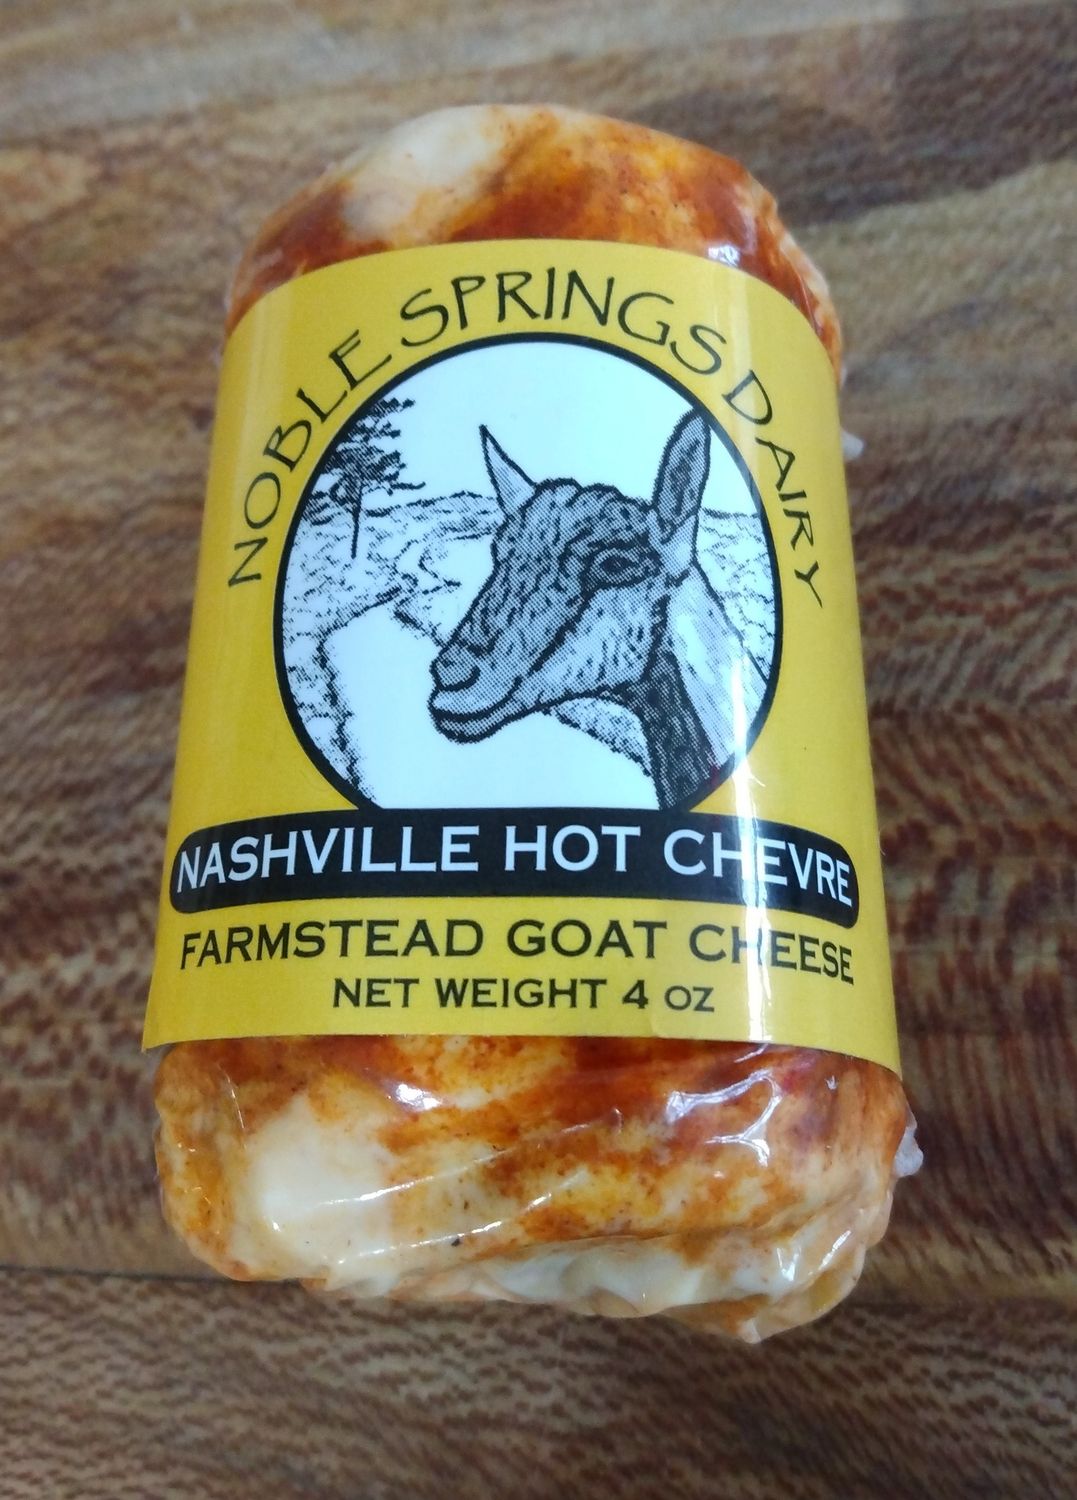 NOBLE SPRINGS DAIRY
NASHVILLE HOT CHEVRE
FARMSTEAD GOAT CHEESE
NET WEIGHT 4 OZ